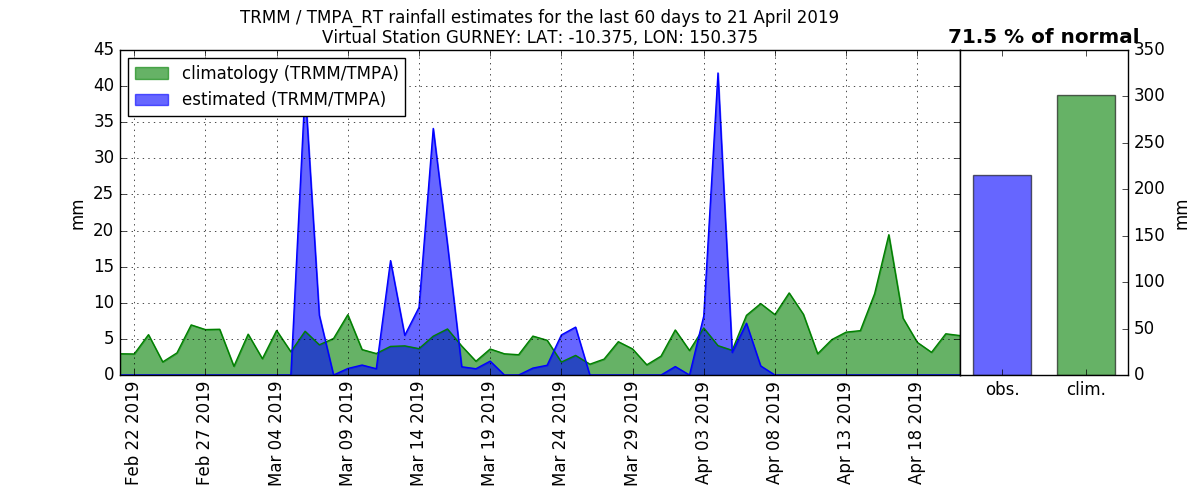 TRMM / TMPA_RT rainfall estimates for the last 60 days to 21 April 2019
Virtual Station GURNEY: LAT: -10.375, LON: 150.375
71.5 % of normal
climatology (TRMM/TMPA)
estimated (TRMM/TMPA)
45
40
35
30
25
20
15
10
5
0
mm
Feb 22 2019
Feb 27 2019
Mar 04 2019
Mar 09 2019
Mar 14 2019
Mar 19 2019
Mar 24 2019
Mar 29 2019
Apr 03 2019
Apr 08 2019
Apr 13 2019
Apr 18 2019
obs.
clim.
350
300
250
200
150
100
50
0
mm